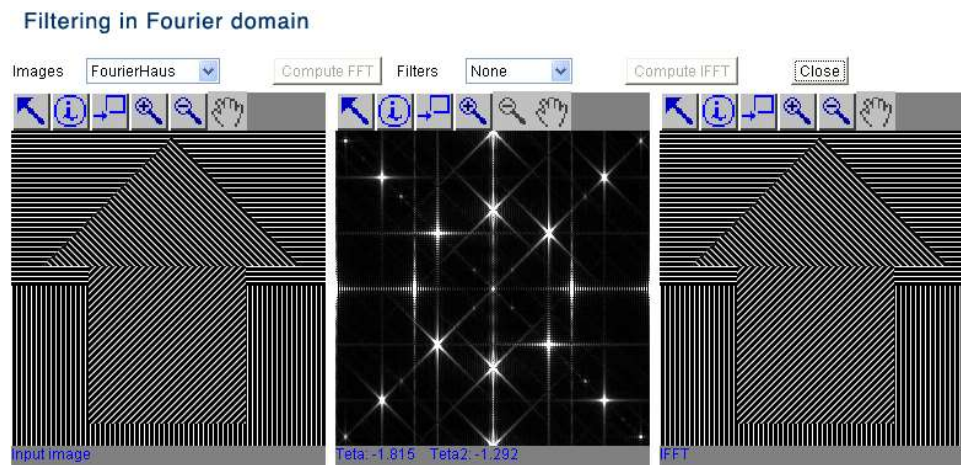 Filtering in Fourier domain
Images FourierHaus Compute FFT Filters None Compute IFFT Close
Input image Teta: -1.815 Teta2: -1.292 IFFT